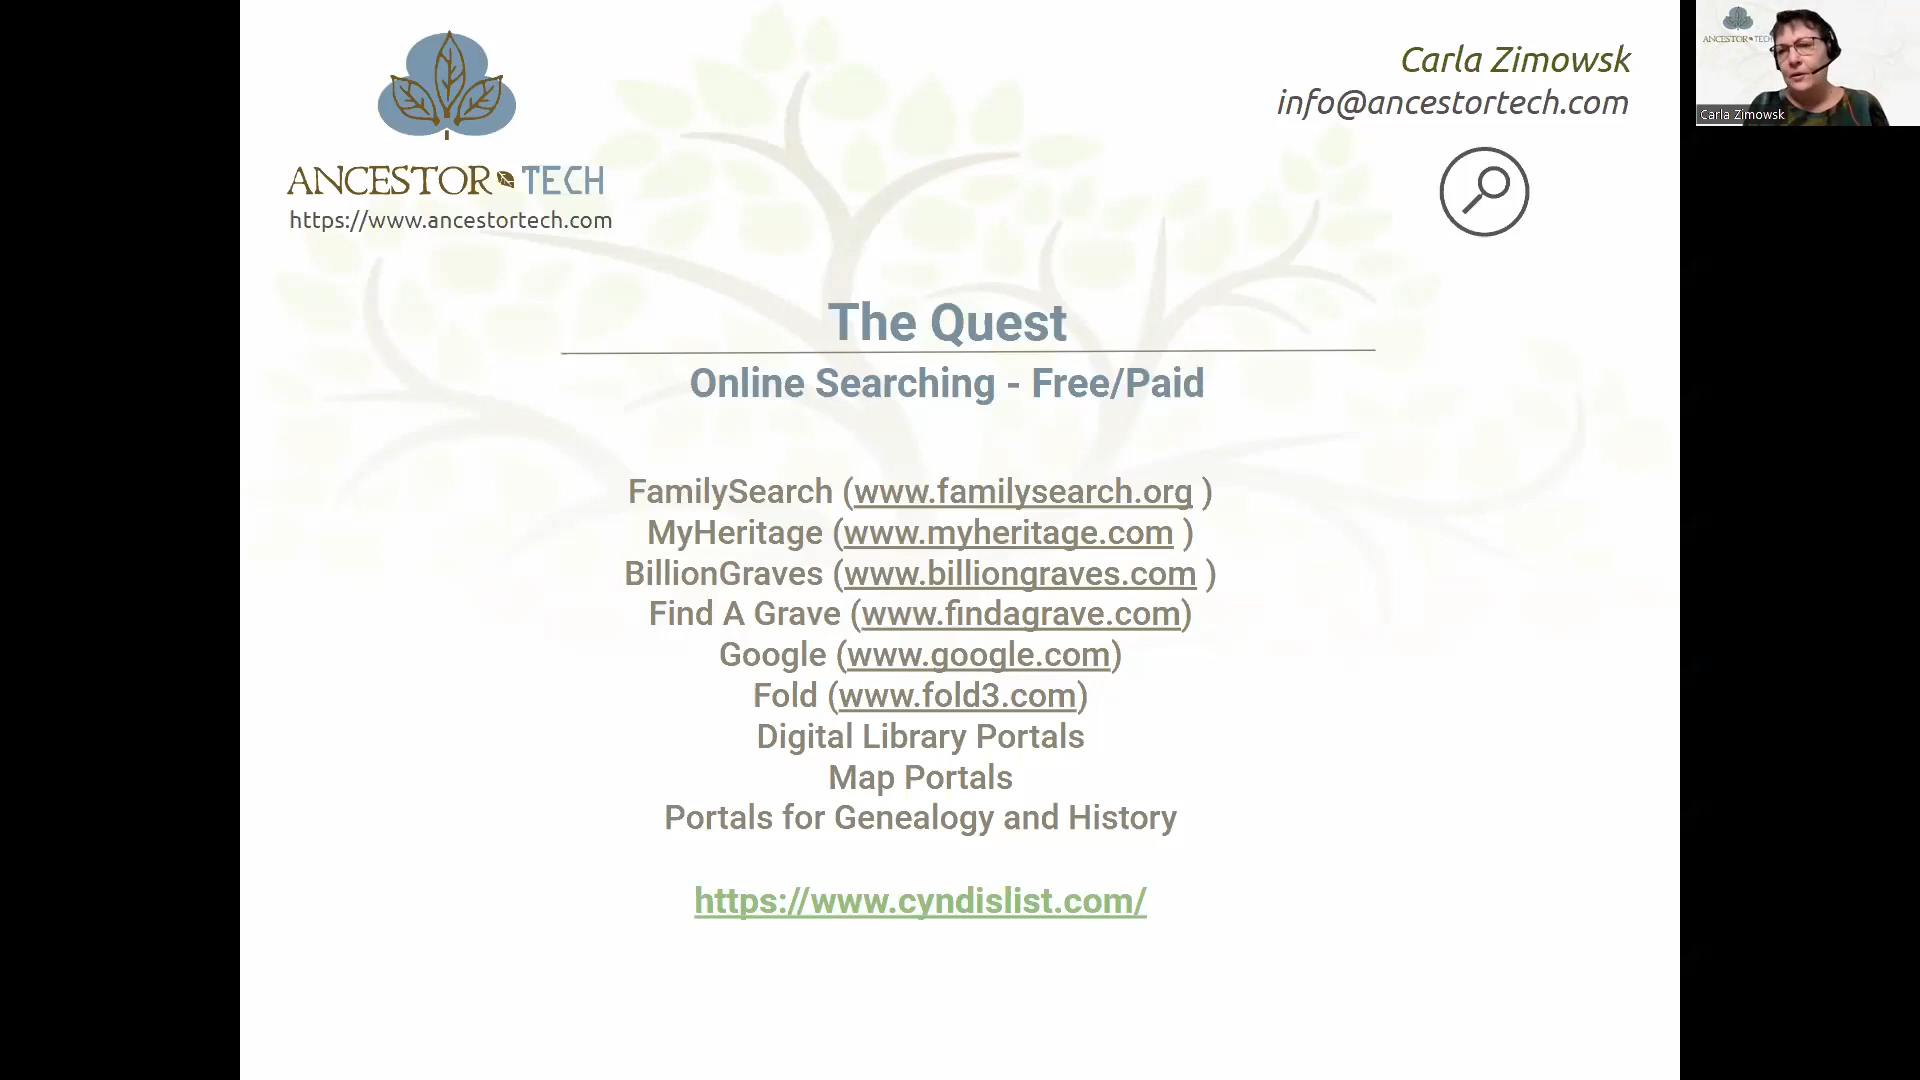 ANCESTOR TECH
https://www.ancestortech.com
Carla Zimowsk
info@ancestortech.com
The Quest
Online Searching - Free/Paid
FamilySearch (www.familysearch.org )
MyHeritage (www.myheritage.com )
BillionGraves (www.billiongraves.com )
Find A Grave (www.findagrave.com)
Google (www.google.com)
Fold (www.fold3.com)
Digital Library Portals
Map Portals
Portals for Genealogy and History
https://www.cyndislist.com/
ANCESTOR TECH
Carla Zimowsk